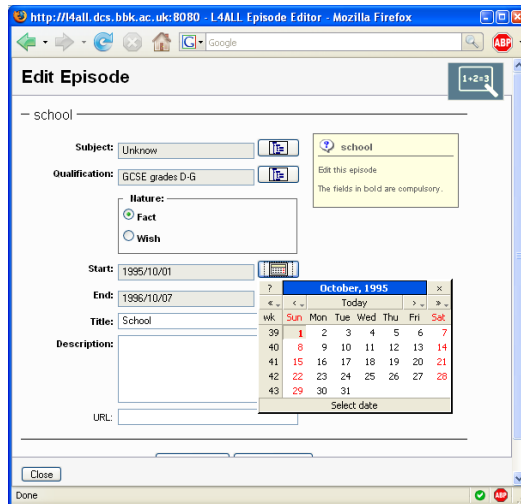 http://l4all.dcs.bbk.ac.uk:8080 - L4ALL Episode Editor - Mozilla Firefox
G Google ABP
Edit Episode
1+2=3
school
Subject: Unknow
Qualification: GCSE grades D-G
school
Edit this episode
The fields in bold are compulsory.
Nature:
Fact
Wish
Start: 1995/10/01
End: 1996/10/07
Title: School
Description:
URL:
? October, 1995 ×
« ‹ Today › »
wk Sun Mon Tue Wed Thu Fri Sat
39 1 2 3 4 5 6 7
40 8 9 10 11 12 13 14
41 15 16 17 18 19 20 21
42 22 23 24 25 26 27 28
43 29 30 31
Select date
Close
Done ABP